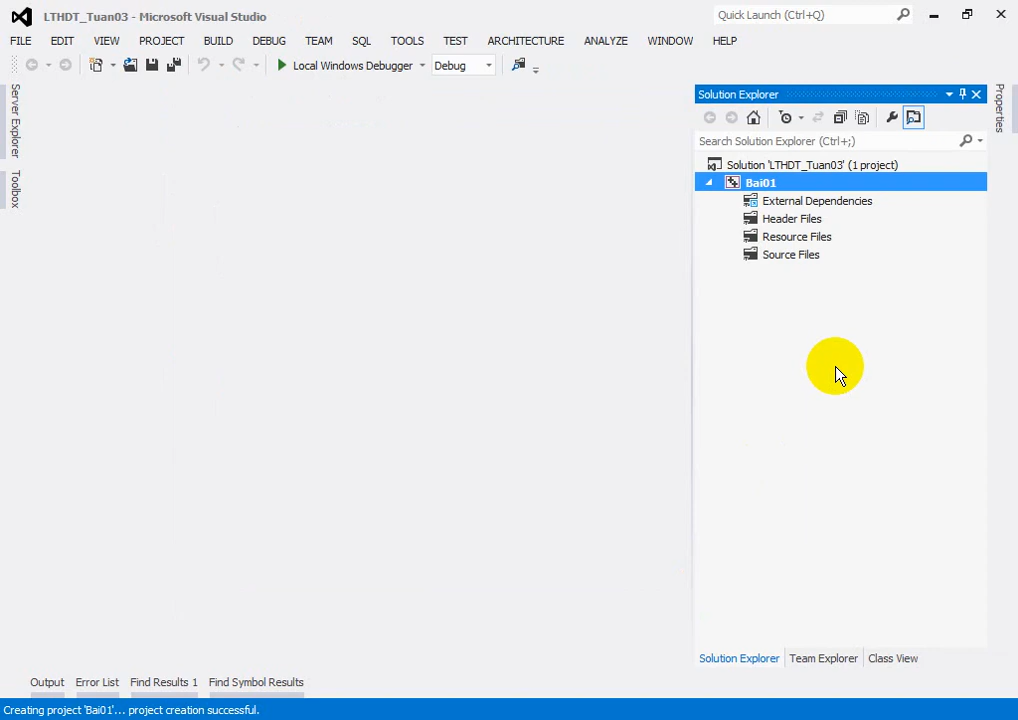 LTHDT_Tuan03 - Microsoft Visual Studio
Quick Launch (Ctrl+Q)
FILE EDIT VIEW PROJECT BUILD DEBUG TEAM SQL TOOLS TEST ARCHITECTURE ANALYZE WINDOW HELP
Local Windows Debugger Debug
Server Explorer
Toolbox
Solution Explorer
Search Solution Explorer (Ctrl+;)
Solution 'LTHDT_Tuan03' (1 project)
Bai01
External Dependencies
Header Files
Resource Files
Source Files
Properties
Solution Explorer Team Explorer Class View
Output Error List Find Results 1 Find Symbol Results
Creating project 'Bai01'... project creation successful.